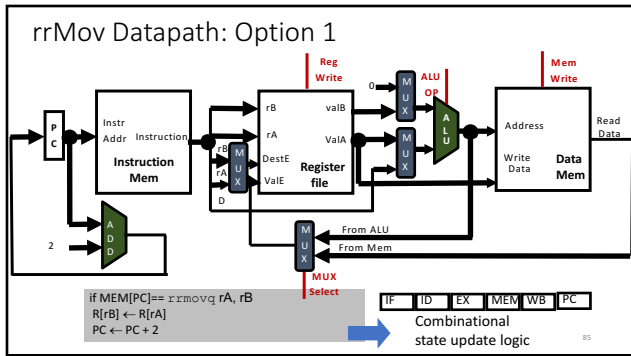 rrMov Datapath: Option 1
Reg
Write
ALU
OP
Mem
Write
P
C
Instr
Addr
Instruction
Instruction
Mem
rB
rA
rB
rA
D
M
U
X
DestE
ValE
valB
ValA
Register
file
0
M
U
X
M
U
X
A
L
U
Address
Write
Data
Data
Mem
Read
Data
2
A
D
D
M
U
X
From ALU
From Mem
MUX
Select
if MEM[PC]== rrmovq rA, rB
R[rB] ← R[rA]
PC ← PC + 2
IF ID EX MEM WB PC
Combinational
state update logic
85